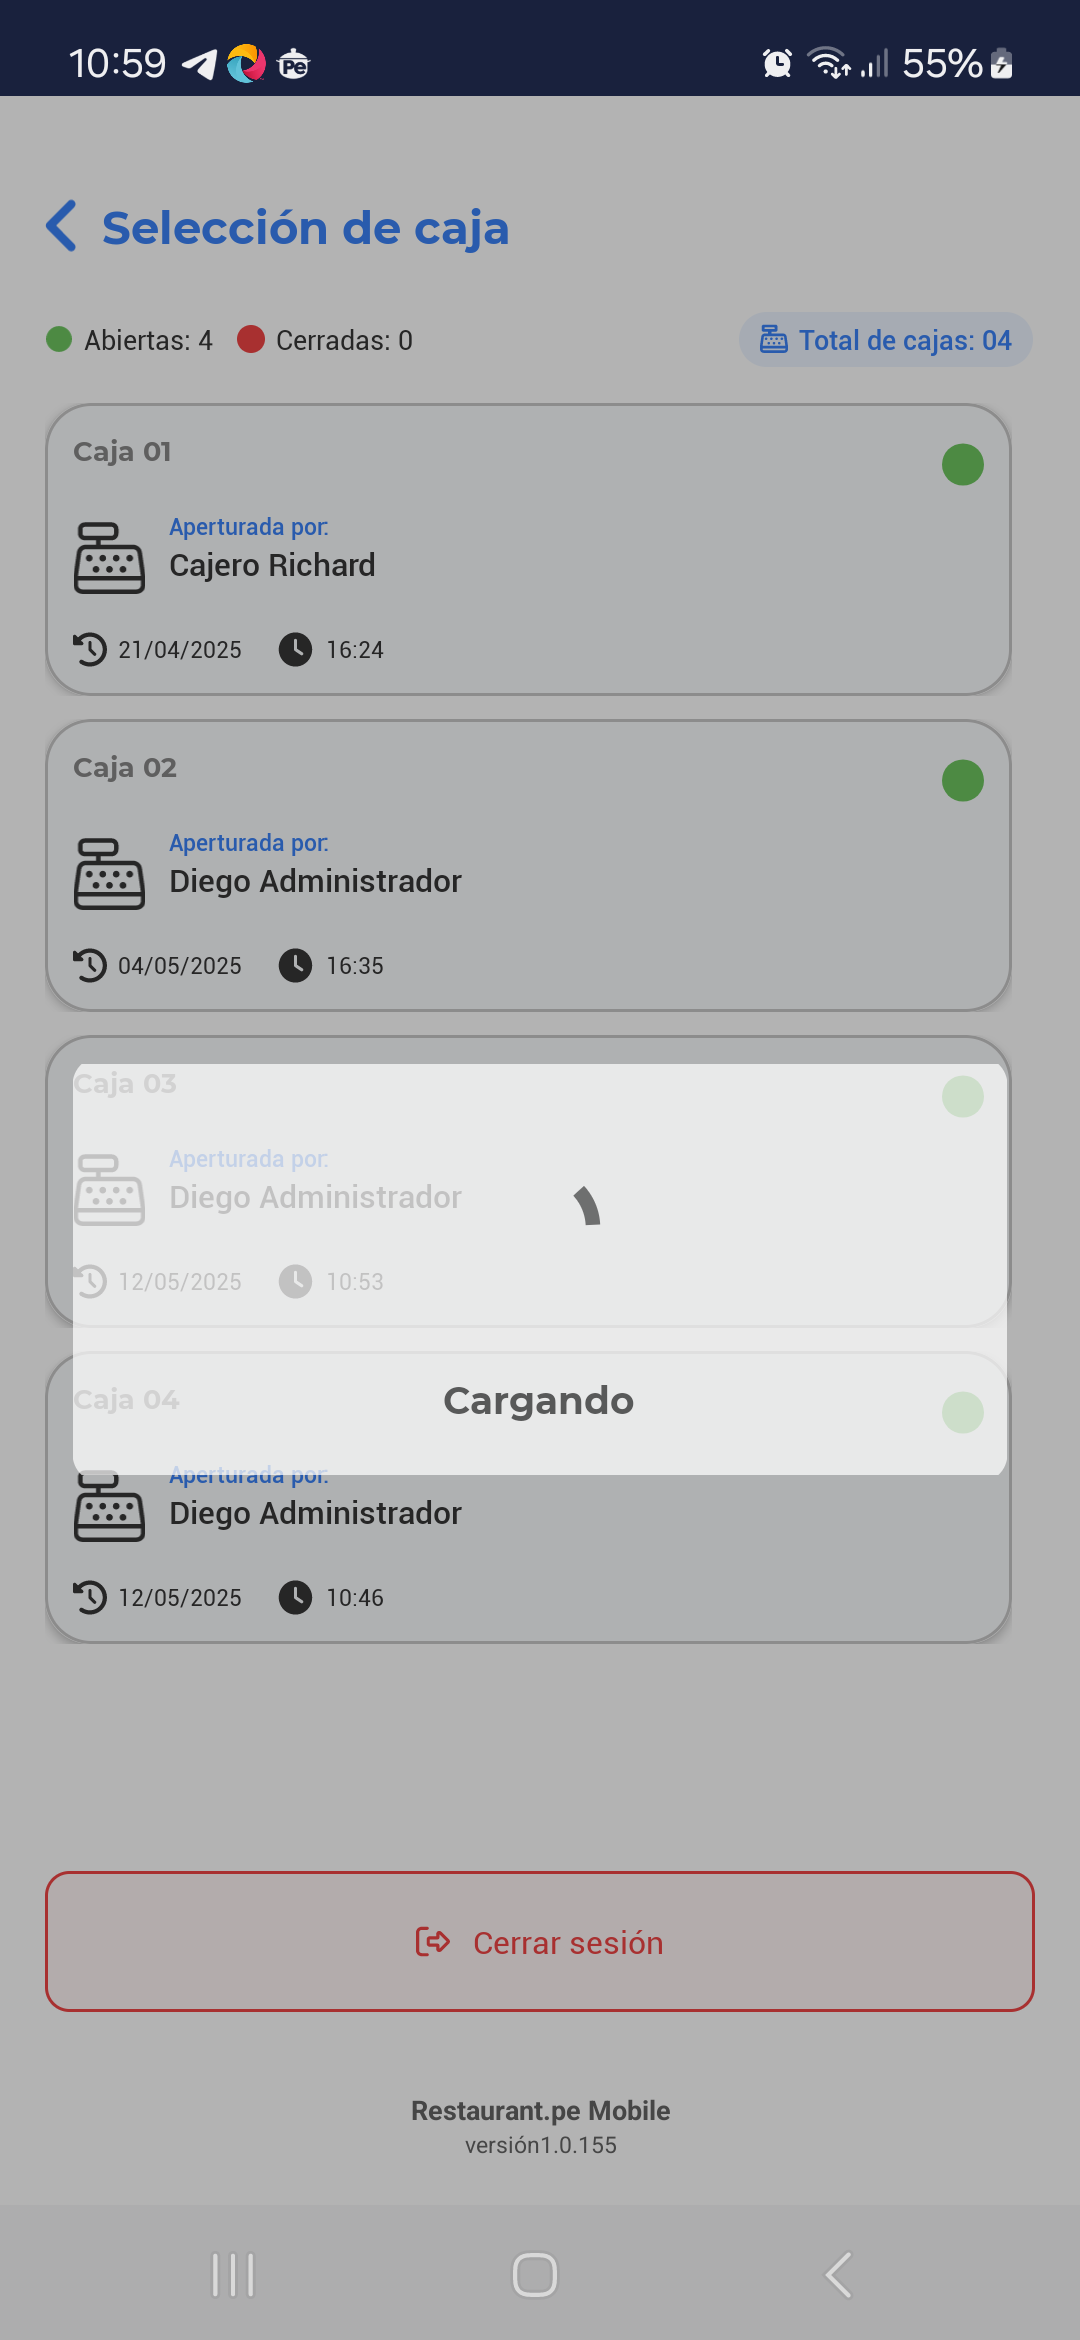 10:59 Pe 55%
Selección de caja
Abiertas: 4 Cerradas: 0 Total de cajas: 04
Caja 01
Aperturada por:
Cajero Richard
21/04/2025 16:24
Caja 02
Aperturada por:
Diego Administrador
04/05/2025 16:35
Caja 03
Aperturada por:
Diego Administrador
12/05/2025 10:53
Caja 04
Cargando
Aperturada por:
Diego Administrador
12/05/2025 10:46
Cerrar sesión
Restaurant.pe Mobile
versión1.0.155